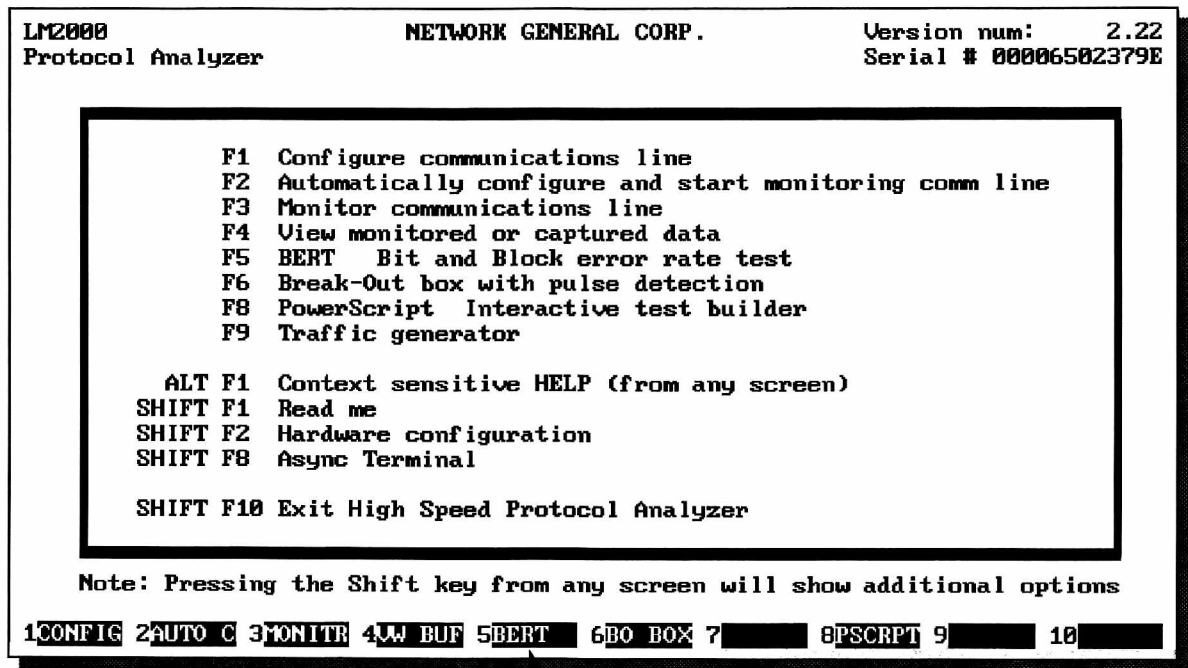 LM2000 NETWORK GENERAL CORP. Version num: 2.22
Protocol Analyzer Serial # 00006502379E
F1 Configure communications line
F2 Automatically configure and start monitoring comm line
F3 Monitor communications line
F4 View monitored or captured data
F5 BERT Bit and Block error rate test
F6 Break-Out box with pulse detection
F8 PowerScript Interactive test builder
F9 Traffic generator
ALT F1 Context sensitive HELP (from any screen)
SHIFT F1 Read me
SHIFT F2 Hardware configuration
SHIFT F8 Async Terminal
SHIFT F10 Exit High Speed Protocol Analyzer
Note: Pressing the Shift key from any screen will show additional options
1CONFIG 2AUTO C 3MONITR 4VW BUF 5BERT 6BO BOX 7 8PSCRPT 9 10